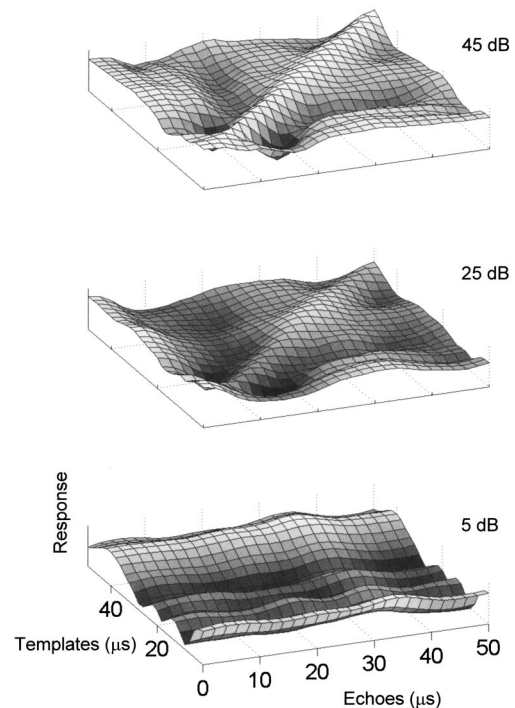 45 dB
25 dB
5 dB
Response
40
20
Templates (μs)
0
10
20
30
40
50
Echoes (μs)